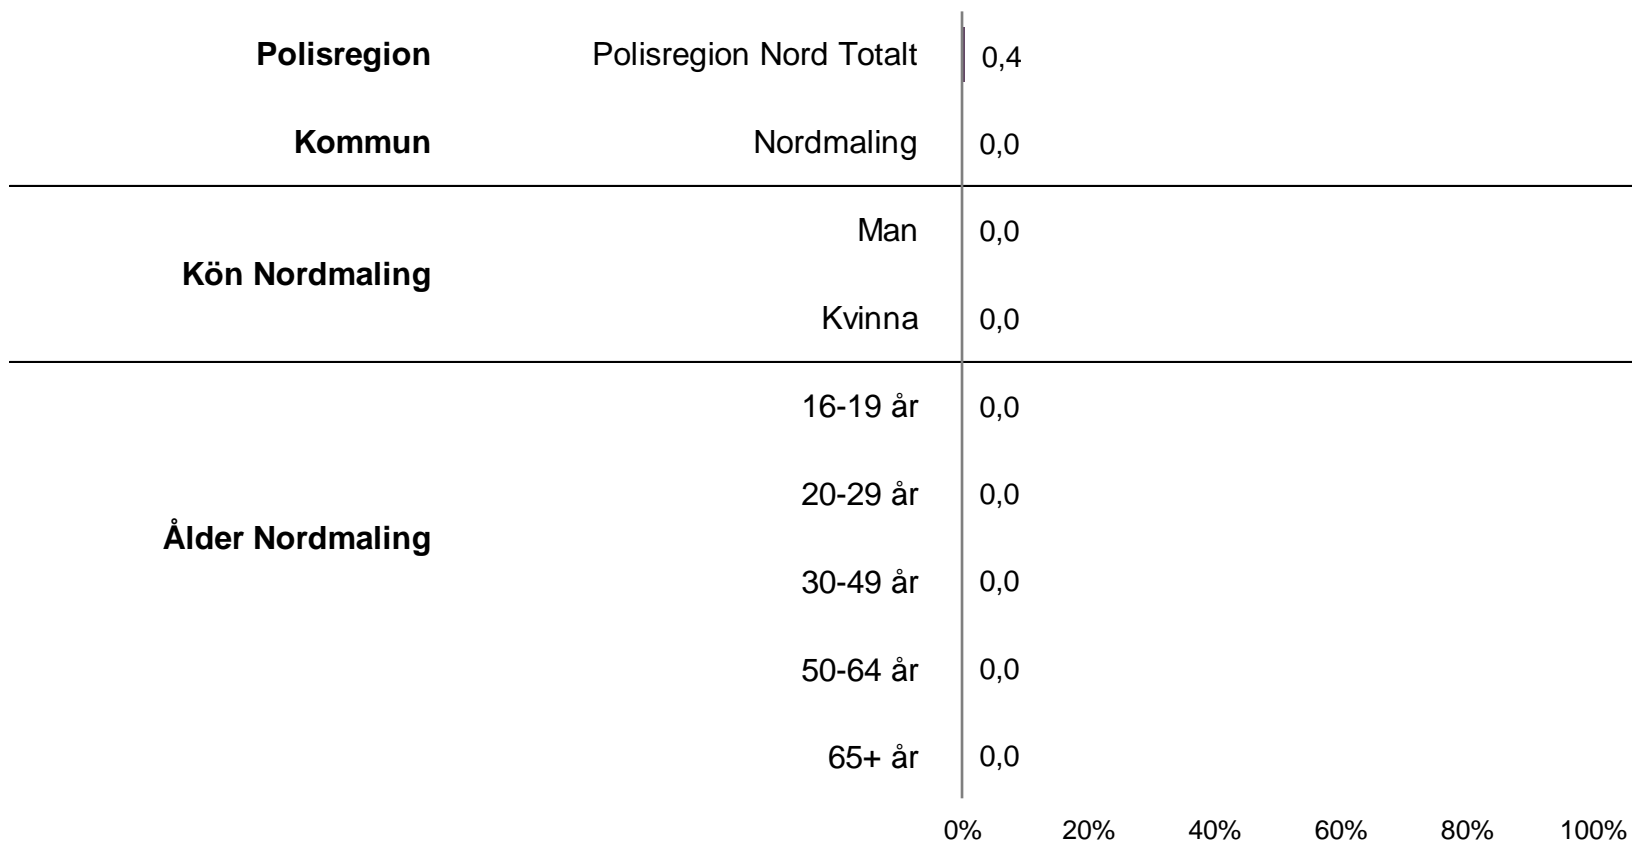 Polisregion Polisregion Nord Totalt 0,4
Kommun Nordmaling 0,0
Kön Nordmaling
Man 0,0
Kvinna 0,0
Ålder Nordmaling
16-19 år 0,0
20-29 år 0,0
30-49 år 0,0
50-64 år 0,0
65+ år 0,0
0% 20% 40% 60% 80% 100%